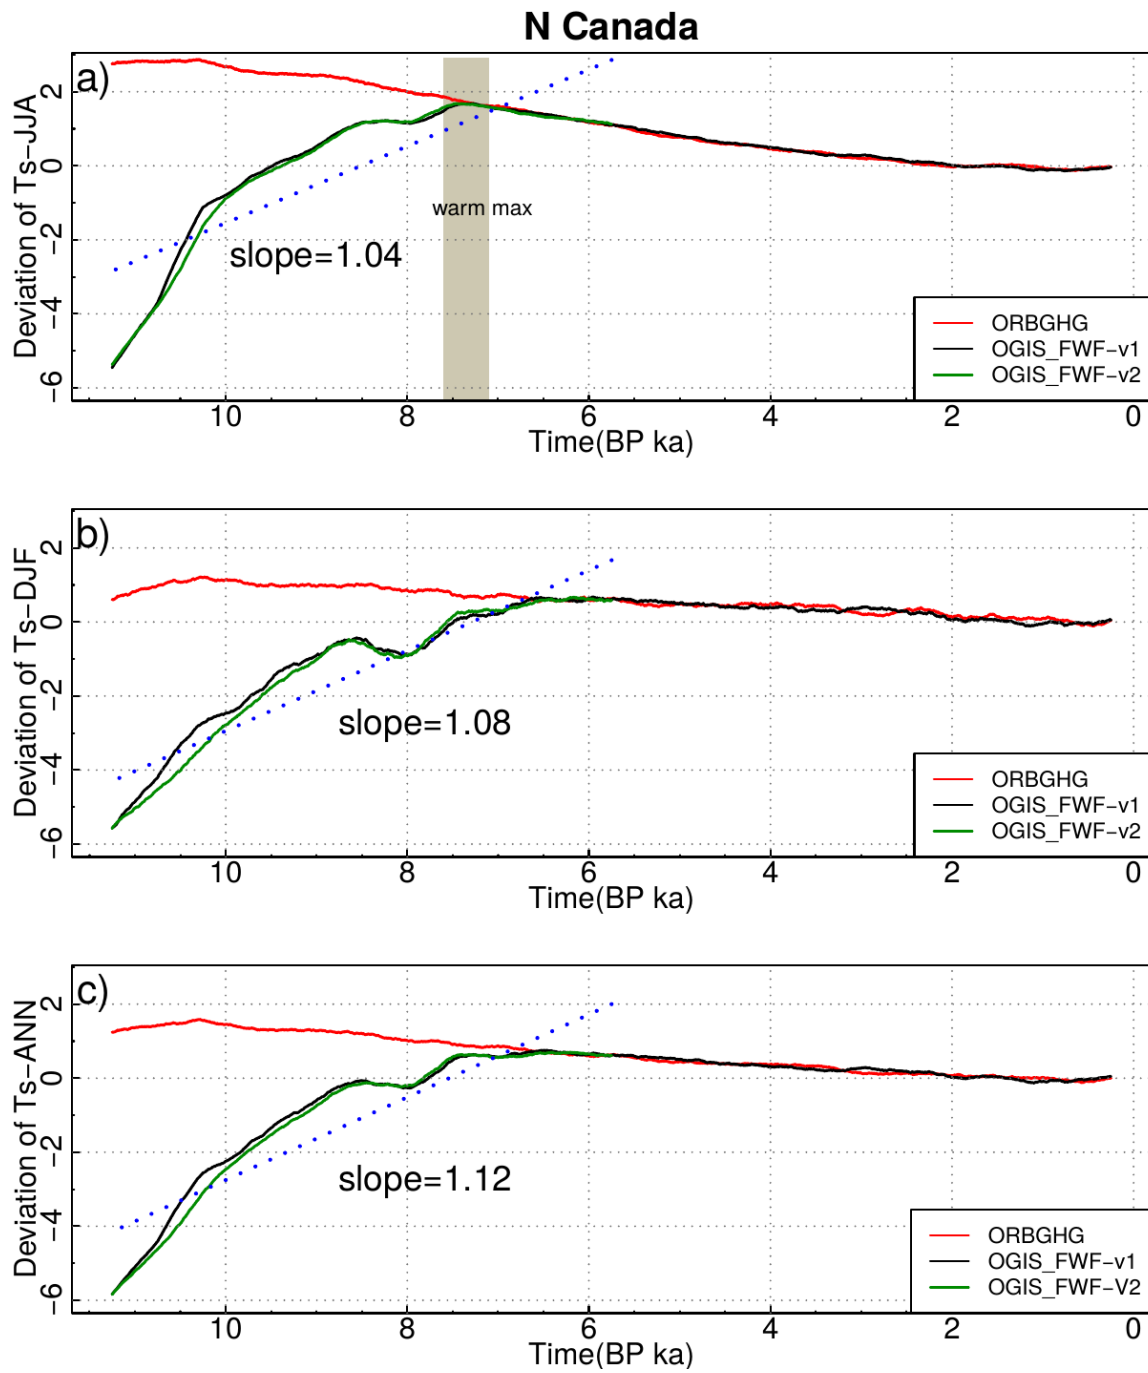 N Canada
a)
Deviation of Ts−JJA
2
0
−2
−4
−6
warm max
slope=1.04
ORBGHG
OGIS_FWF−v1
OGIS_FWF−v2
10 8 6 4 2 0
Time(BP ka)
b)
Deviation of Ts−DJF
2
0
−2
−4
−6
slope=1.08
ORBGHG
OGIS_FWF−v1
OGIS_FWF−v2
10 8 6 4 2 0
Time(BP ka)
c)
Deviation of Ts−ANN
2
0
−2
−4
−6
slope=1.12
ORBGHG
OGIS_FWF−v1
OGIS_FWF−V2
10 8 6 4 2 0
Time(BP ka)